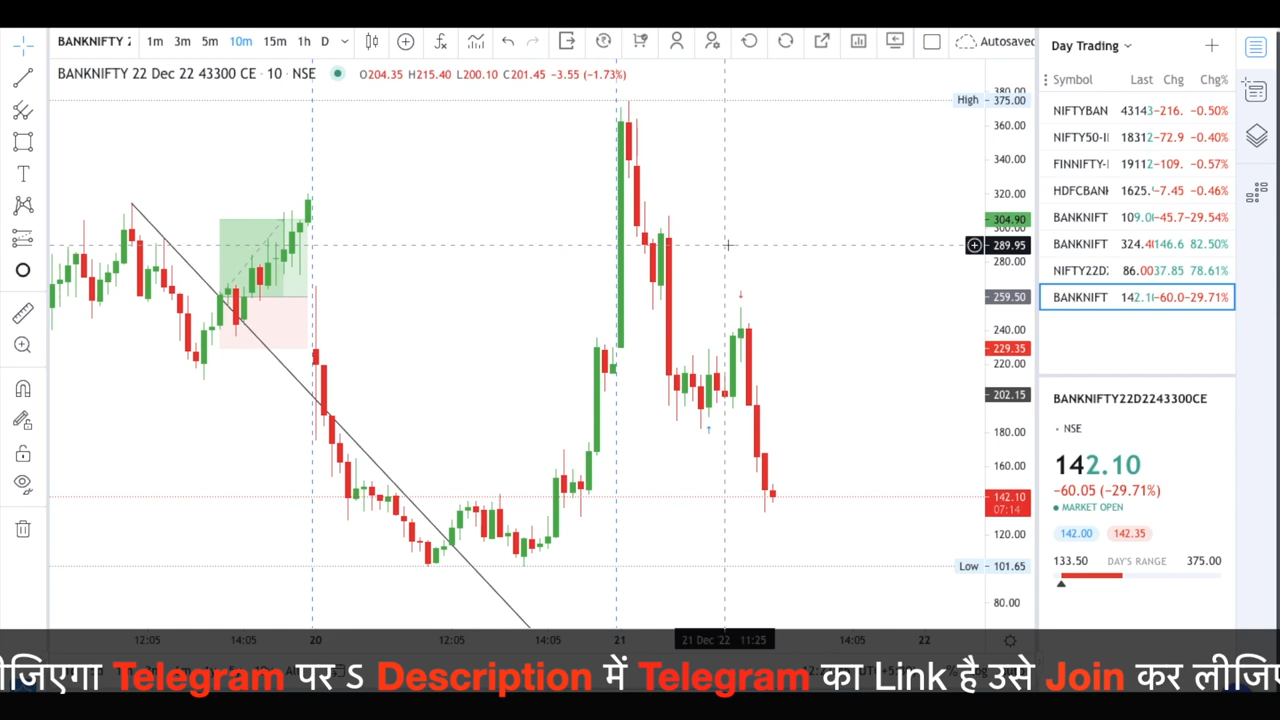 BANKNIFTY 2
1m 3m 5m 10m 15m 1h D
Autosaved
BANKNIFTY 22 Dec 22 43300 CE · 10 · NSE O204.35 H215.40 L200.10 C201.45 −3.55 (−1.73%)
Day Trading
Symbol Last Chg Chg%
NIFTYBAN 43143 −216. −0.50%
NIFTY50-I 18312 −72.9 −0.40%
FINNIFTY- 19112 −109. −0.57%
HDFCBANK 1625. −7.45 −0.46%
BANKNIFT 109.0 −45.7 −29.54%
BANKNIFT 324.4 146.6 82.50%
NIFTY22D 86.00 37.85 78.61%
BANKNIFT 142.1 −60.0 −29.71%
380.00
High 375.00
360.00
340.00
320.00
304.90
300.00
289.95
280.00
259.50
240.00
229.35
220.00
202.15
180.00
160.00
142.10
07:14
120.00
Low 101.65
80.00
BANKNIFTY22D2243300CE
NSE
142.10
−60.05 (−29.71%)
MARKET OPEN
142.00 142.35
133.50 DAY'S RANGE 375.00
12:05 14:05 20 12:05 14:05 21 21 Dec '22 11:25 14:05 22
जिएगा Telegram पर S Description में Telegram का Link है उसे Join कर लीजिए